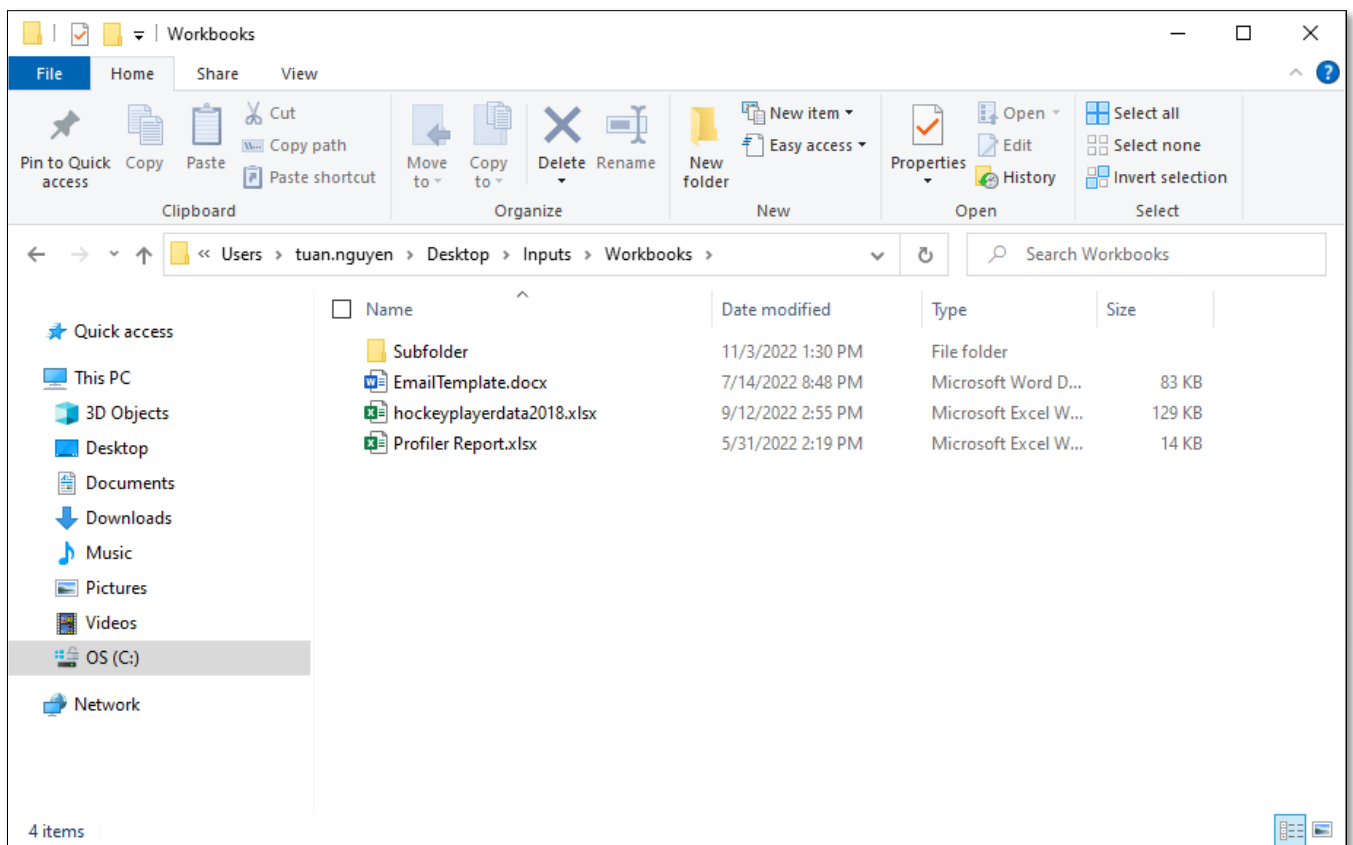 Workbooks
File Home Share View
Pin to Quick access
Copy
Paste
Cut
Copy path
Paste shortcut
Clipboard
Move to
Copy to
Delete
Rename
Organize
New folder
New item
Easy access
New
Properties
Open
Edit
History
Open
Select all
Select none
Invert selection
Select
« Users > tuan.nguyen > Desktop > Inputs > Workbooks >
Search Workbooks
Quick access
This PC
3D Objects
Desktop
Documents
Downloads
Music
Pictures
Videos
OS (C:)
Network
Name Date modified Type Size
Subfolder 11/3/2022 1:30 PM File folder
EmailTemplate.docx 7/14/2022 8:48 PM Microsoft Word D... 83 KB
hockeyplayerdata2018.xlsx 9/12/2022 2:55 PM Microsoft Excel W... 129 KB
Profiler Report.xlsx 5/31/2022 2:19 PM Microsoft Excel W... 14 KB
4 items